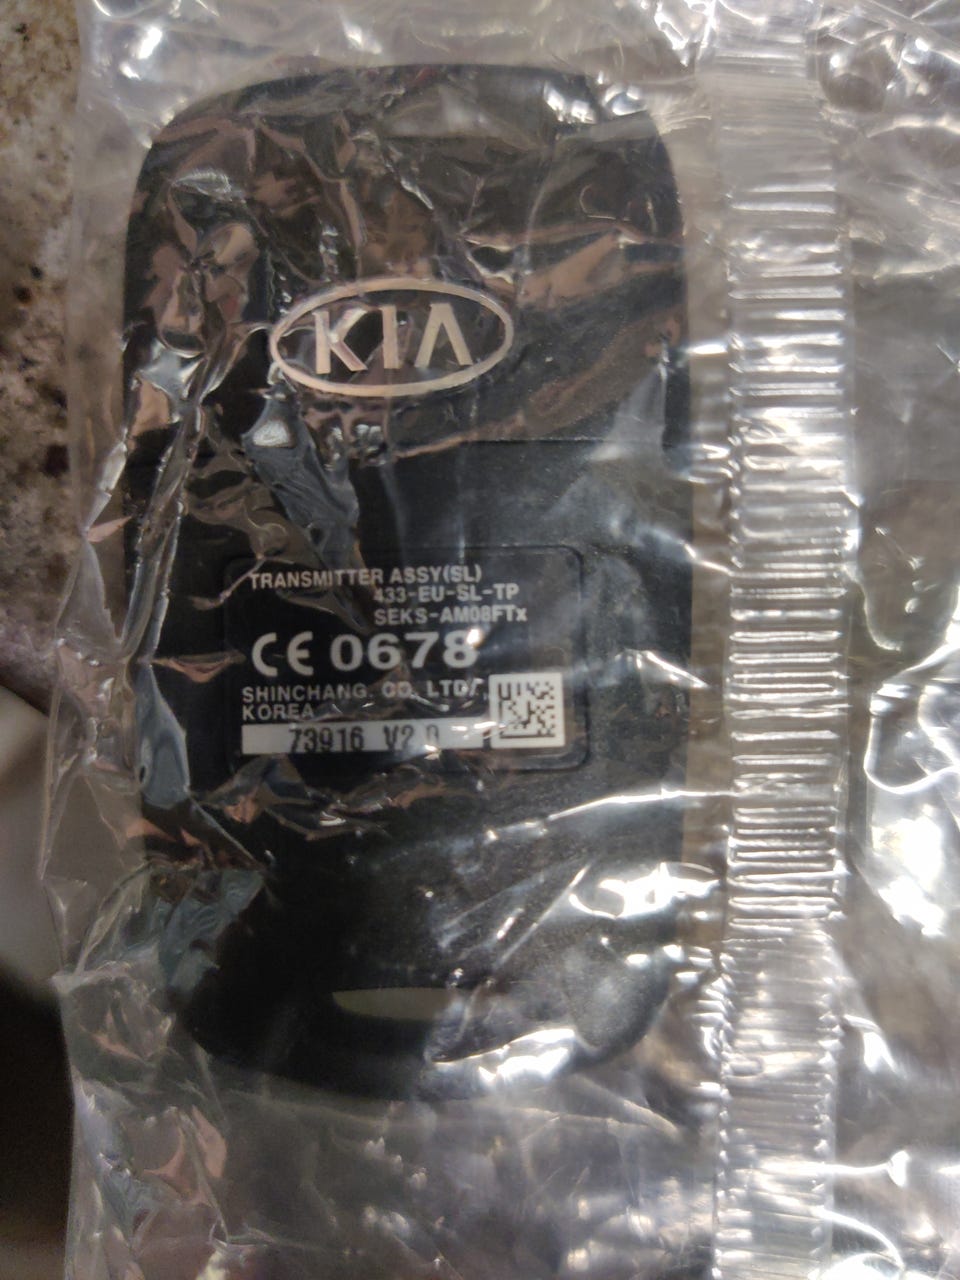 KIA
TRANSMITTER ASSY(SL)
433-EU-SL-TP
SEKS-AM08FTx
CE 0678
SHINCHANG. CO. LTD.
KOREA
73916 V2.0